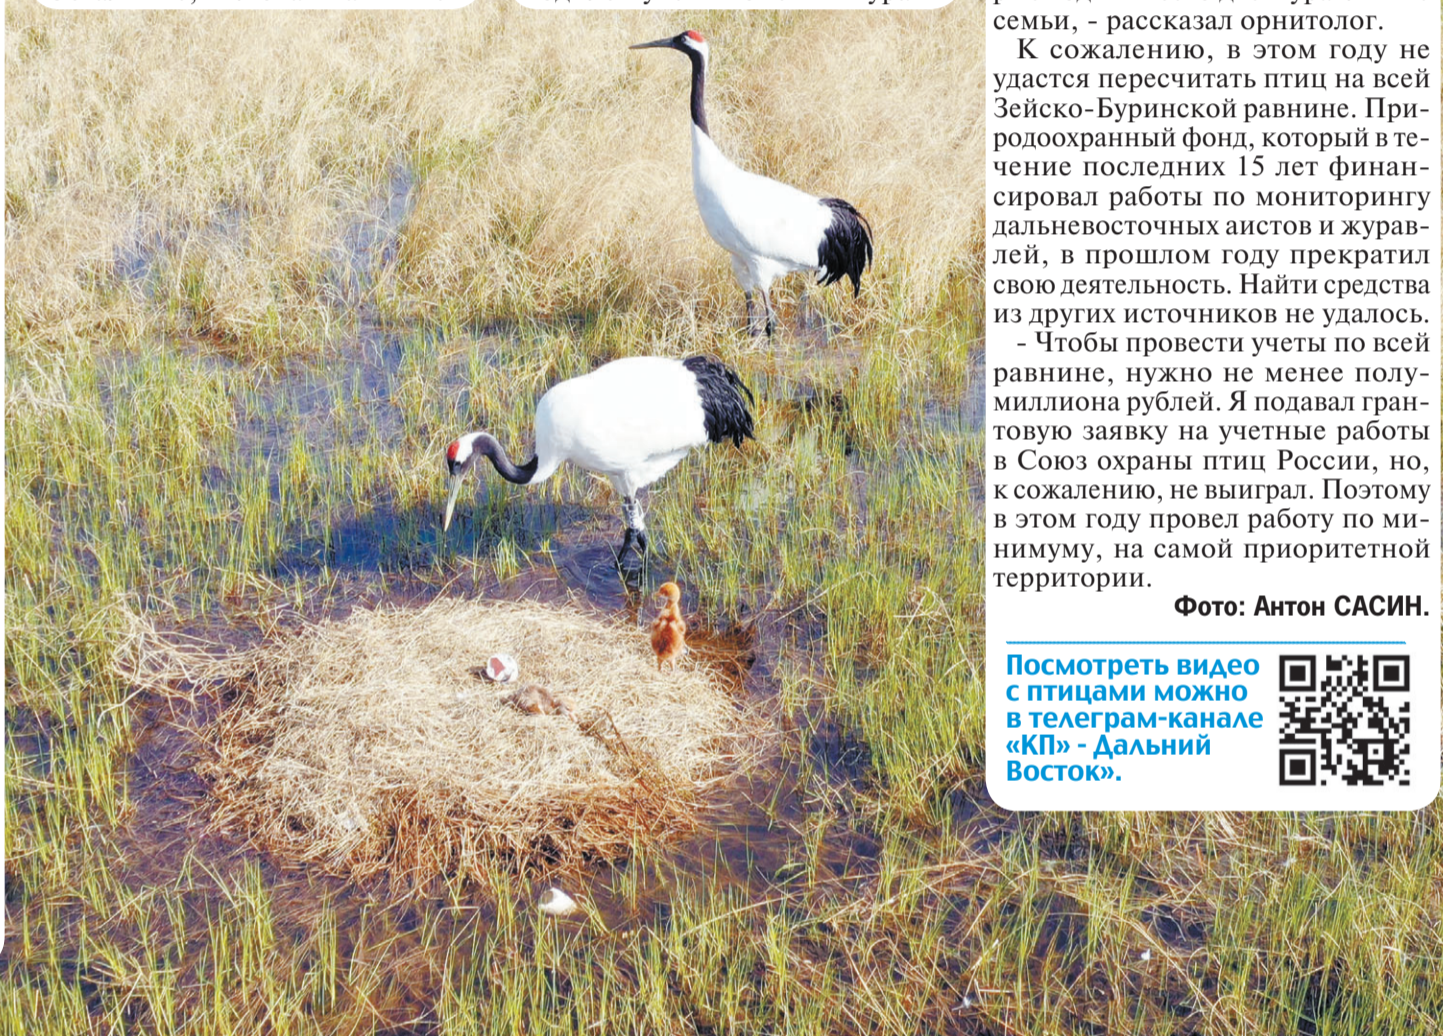 семьи, - рассказал орнитолог.
К сожалению, в этом году не
удастся пересчитать птиц на всей
Зейско-Буринской равнине. При-
родоохранный фонд, который в те-
чение последних 15 лет финан-
сировал работы по мониторингу
дальневосточных аистов и журав-
лей, в прошлом году прекратил
свою деятельность. Найти средства
из других источников не удалось.
- Чтобы провести учеты по всей
равнине, нужно не менее полу-
миллиона рублей. Я подавал гран-
товую заявку на учетные работы
в Союз охраны птиц России, но,
к сожалению, не выиграл. Поэтому
в этом году провел работу по ми-
нимуму, на самой приоритетной
территории.
Фото: Антон САСИН.
Посмотреть видео
с птицами можно
в телеграм-канале
«КП» - Дальний
Восток».